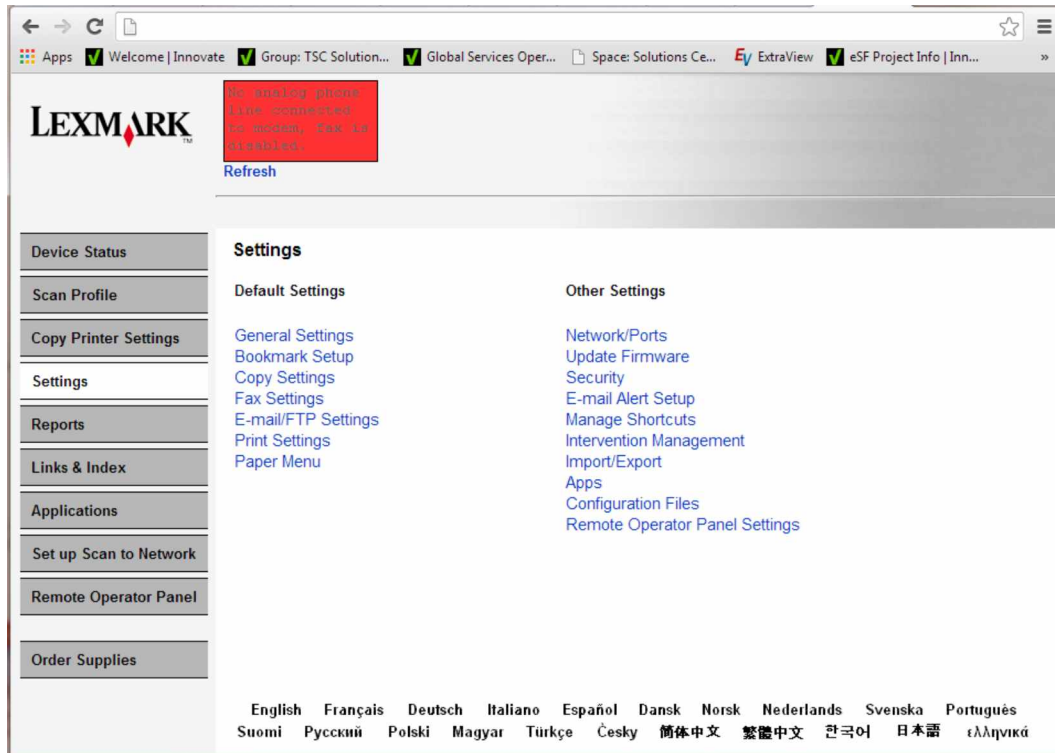 Apps Welcome | Innovate Group: TSC Solution... Global Services Oper... Space: Solutions Ce... EV ExtraView eSF Project Info | Inn... »
LEXMARK™
No analog phone
line connected
to modem, fax is
disabled.
Refresh
Device Status
Scan Profile
Copy Printer Settings
Settings
Reports
Links & Index
Applications
Set up Scan to Network
Remote Operator Panel
Order Supplies
Settings
Default Settings
General Settings
Bookmark Setup
Copy Settings
Fax Settings
E-mail/FTP Settings
Print Settings
Paper Menu
Other Settings
Network/Ports
Update Firmware
Security
E-mail Alert Setup
Manage Shortcuts
Intervention Management
Import/Export
Apps
Configuration Files
Remote Operator Panel Settings
English Français Deutsch Italiano Español Dansk Norsk Nederlands Svenska Português
Suomi Русский Polski Magyar Türkçe Česky 简体中文 繁體中文 한국어 日本語 ελληνικά